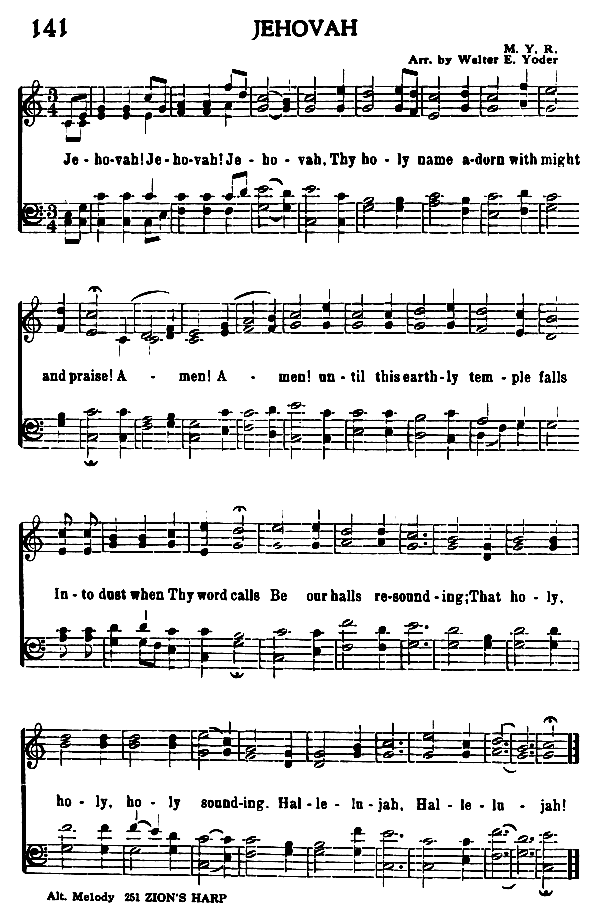 141 JEHOVAH
M. Y. R.
Arr. by Walter E. Yoder
Je - ho-vah! Je - ho-vah! Je - ho - vah, Thy ho - ly name a-dorn with might
and praise! A - men! A - men! un - til this earth - ly tem - ple falls
In - to dust when Thy word calls Be our halls re-sound - ing; That ho - ly,
ho - ly, ho - ly sound-ing. Hal - le - lu - jah, Hal - le - lu - jah!
Alt. Melody 251 ZION'S HARP